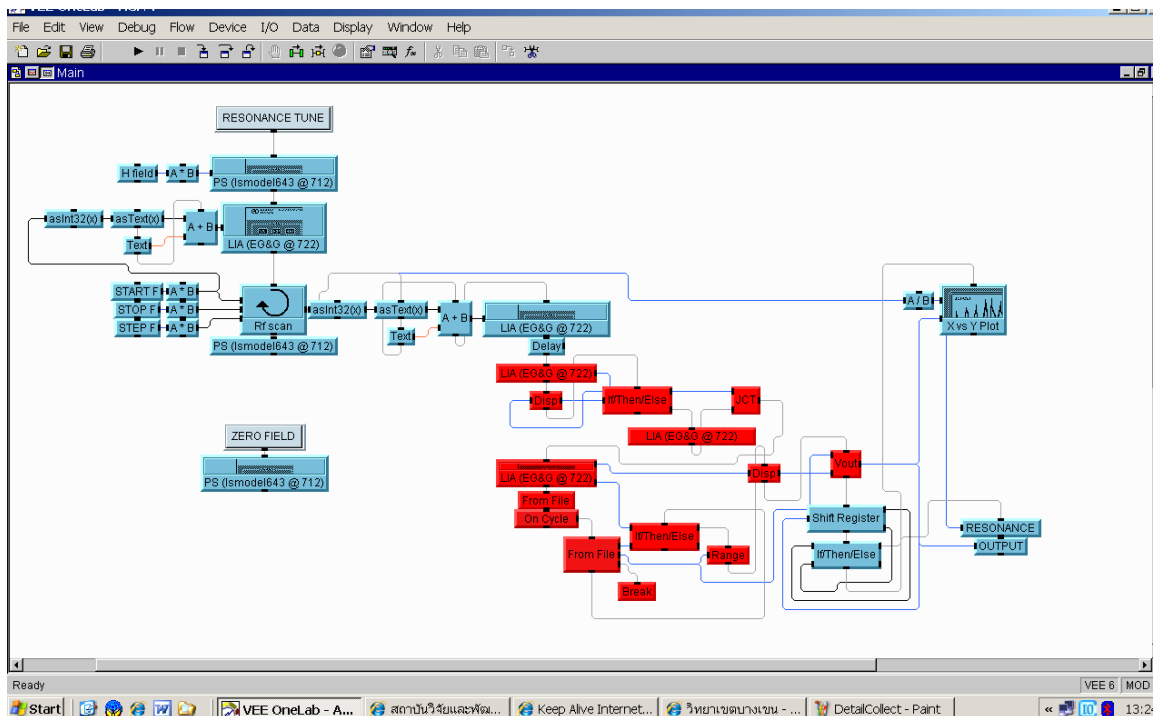 File Edit View Debug Flow Device I/O Data Display Window Help
Main
RESONANCE TUNE
H field
A * B
PS (lsmodel643 @ 712)
asInt32(x)
asText(x)
A + B
Text
LIA (EG&G @ 722)
START F
A * B
STOP F
A * B
STEP F
A * B
Rf scan
PS (lsmodel643 @ 712)
asInt32(x)
asText(x)
A + B
Text
LIA (EG&G @ 722)
Delay
A / B
X vs Y Plot
LIA (EG&G @ 722)
Disp
If/Then/Else
JCT
LIA (EG&G @ 722)
ZERO FIELD
PS (lsmodel643 @ 712)
LIA (EG&G @ 722)
Disp
Vout
From File
On Cycle
From File
If/Then/Else
Range
Break
Shift Register
If/Then/Else
RESONANCE
OUTPUT
Ready
VEE 6
MOD
Start
VEE OneLab - A...
สถาบันวิจัยและพัฒ...
Keep Alive Internet...
วิทยาเขตบางเขน - ...
DetailCollect - Paint